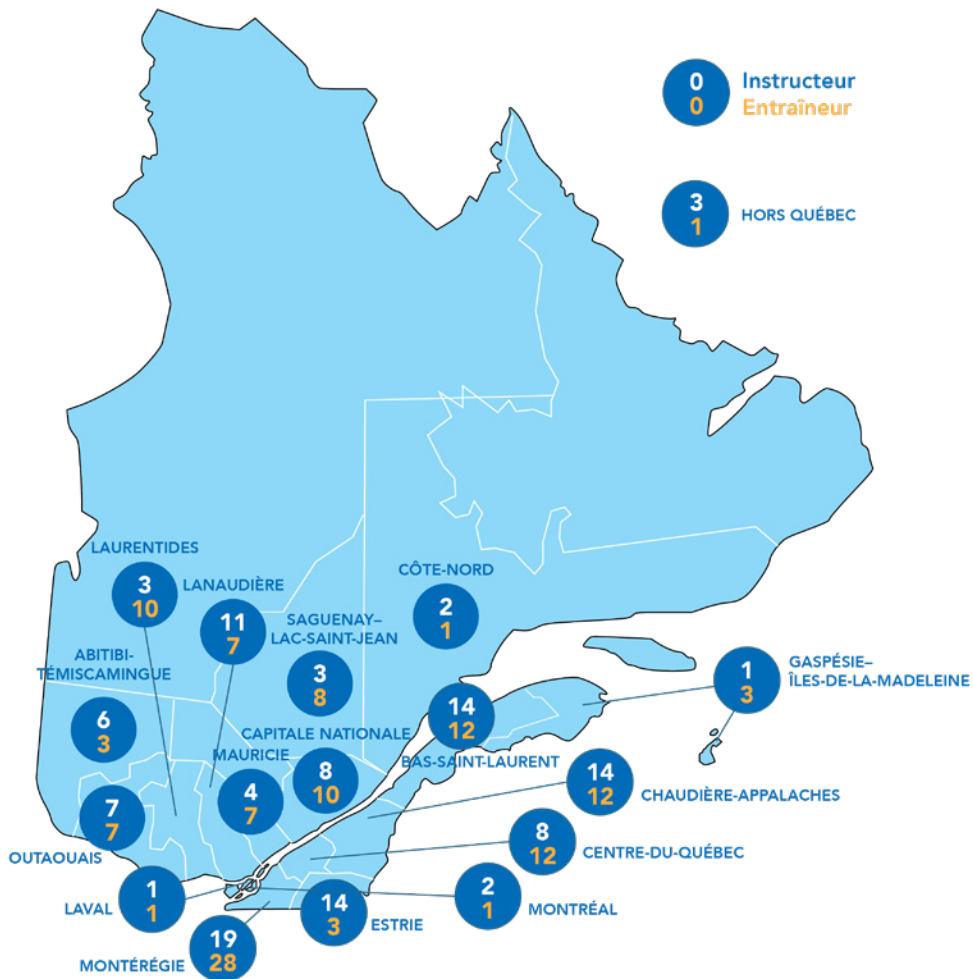 0
Instructeur
0
Entraîneur
3
1
HORS QUÉBEC
LAURENTIDES
3
10
LANAUDIÈRE
11
7
CÔTE-NORD
2
1
SAGUENAY–
LAC-SAINT-JEAN
3
8
ABITIBI-
TÉMISCAMINGUE
6
3
1
3
GASPÉSIE–
ÎLES-DE-LA-MADELEINE
14
12
BAS-SAINT-LAURENT
CAPITALE NATIONALE
8
10
MAURICIE
4
7
14
12
CHAUDIÈRE-APPALACHES
7
7
OUTAOUAIS
8
12
CENTRE-DU-QUÉBEC
1
1
LAVAL
2
1
MONTRÉAL
14
3
ESTRIE
19
28
MONTÉRÉGIE